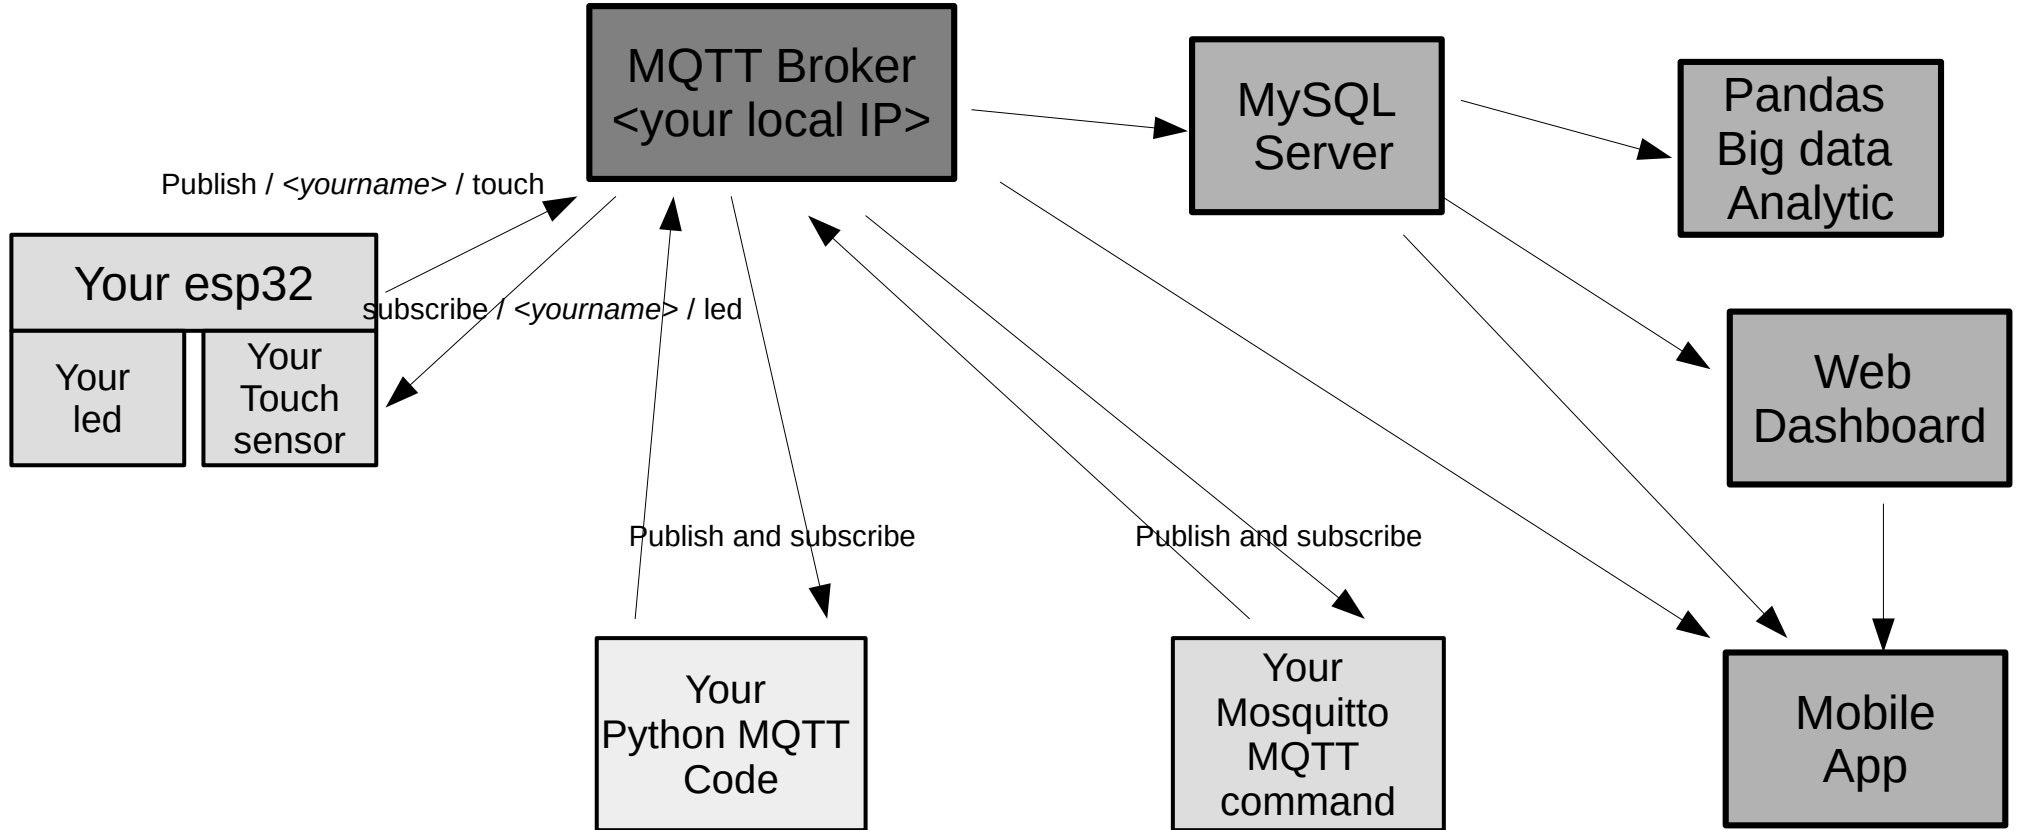 MQTT Broker
<your local IP>
MySQL
Server
Pandas
Big data
Analytic
Publish / <yourname> / touch
Your esp32
subscribe / <yourname> / led
Your
led
Your
Touch
sensor
Web
Dashboard
Publish and subscribe
Publish and subscribe
Your
Python MQTT
Code
Your
Mosquitto
MQTT
command
Mobile
App